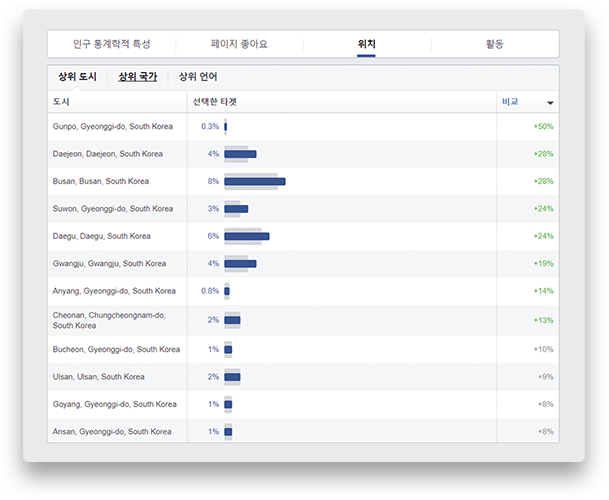 인구 통계학적 특성 페이지 좋아요 위치 활동
상위 도시 상위 국가 상위 언어
도시 선택한 타겟 비교
Gunpo, Gyeonggi-do, South Korea 0.3% +50%
Daejeon, Daejeon, South Korea 4% +28%
Busan, Busan, South Korea 8% +28%
Suwon, Gyeonggi-do, South Korea 3% +24%
Daegu, Daegu, South Korea 6% +24%
Gwangju, Gwangju, South Korea 4% +19%
Anyang, Gyeonggi-do, South Korea 0.8% +14%
Cheonan, Chungcheongnam-do,
South Korea 2% +13%
Bucheon, Gyeonggi-do, South Korea 1% +10%
Ulsan, Ulsan, South Korea 2% +9%
Goyang, Gyeonggi-do, South Korea 1% +8%
Ansan, Gyeonggi-do, South Korea 1% +8%